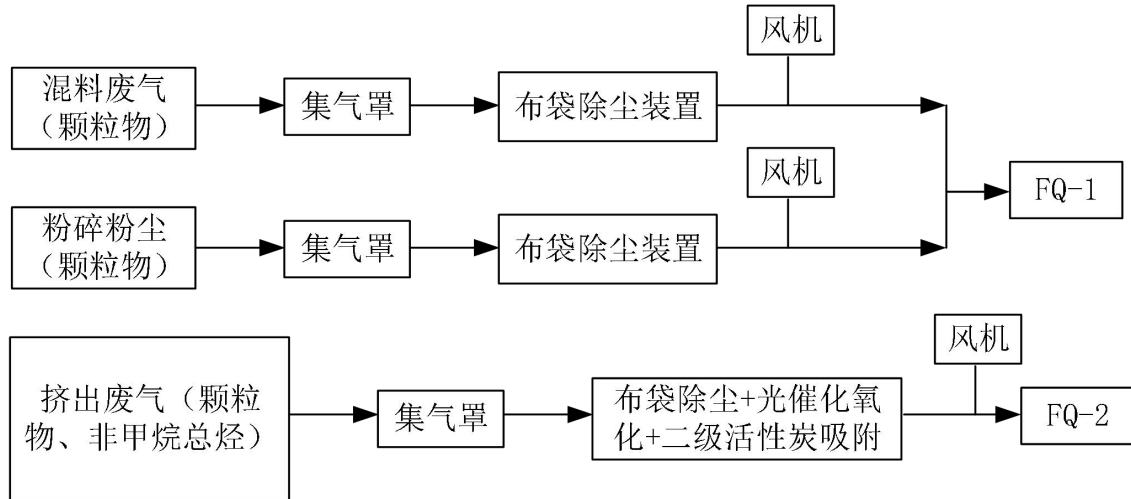 风机
混料废气
（颗粒物）
集气罩
布袋除尘装置
风机
FQ-1
粉碎粉尘
（颗粒物）
集气罩
布袋除尘装置
风机
挤出废气（颗粒
物、非甲烷总烃）
集气罩
布袋除尘+光催化氧
化+二级活性炭吸附
FQ-2